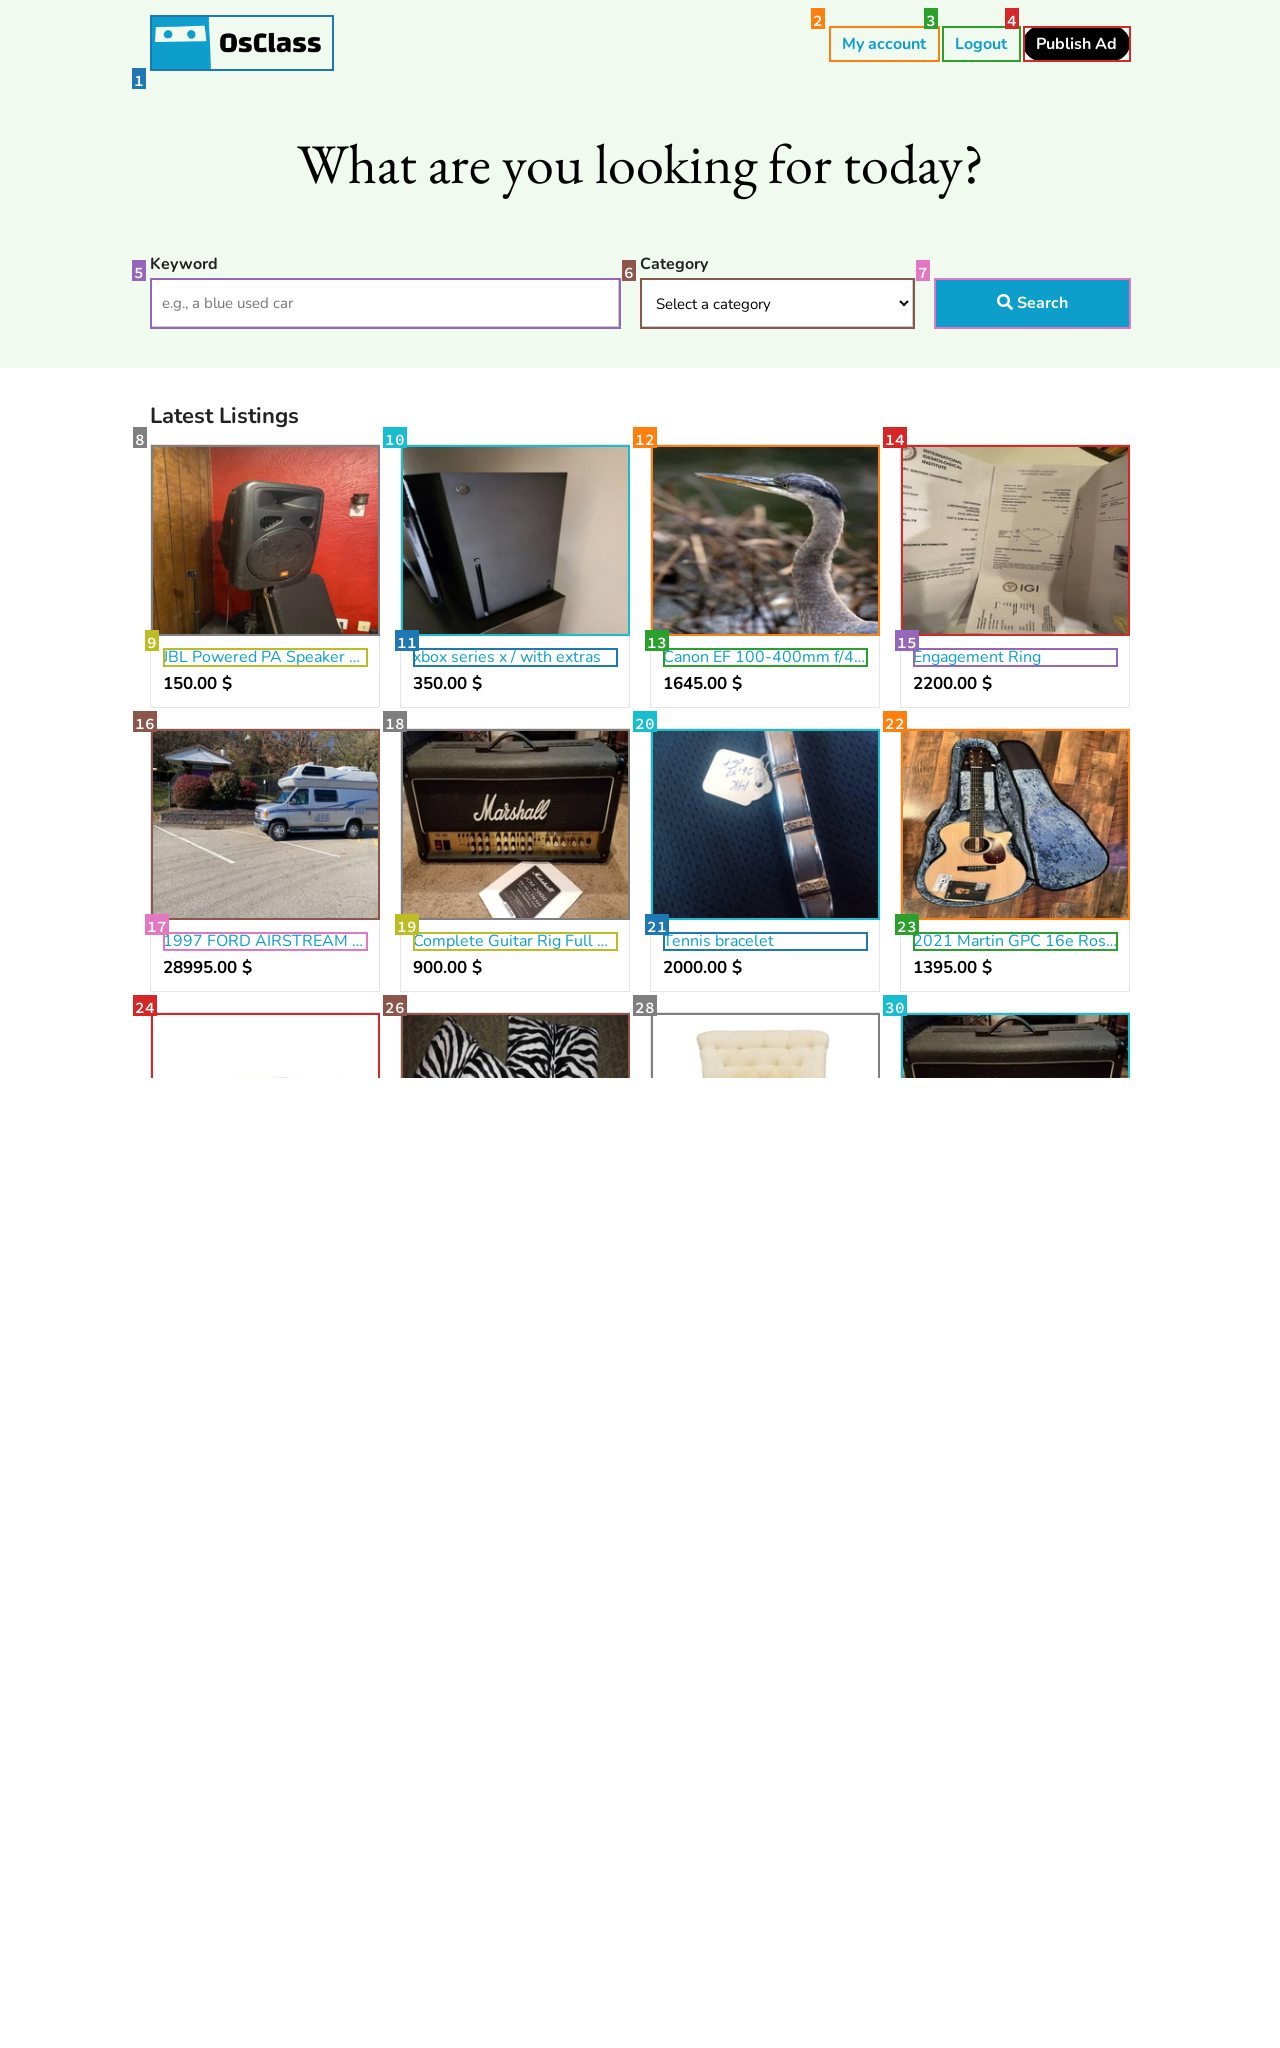 OsClass
1
2
My account
3
Logout
4
Publish Ad
What are you looking for today?
5
Keyword
e.g., a blue used car
6
Category
Select a category
7
Search
Latest Listings
8
10
12
14
INTERNATIONAL
GEMOLOGICAL
INSTITUTE
IGI
9
JBL Powered PA Speaker ...
150.00 $
11
xbox series x / with extras
350.00 $
13
Canon EF 100-400mm f/4...
1645.00 $
15
Engagement Ring
2200.00 $
16
18
Marshall
20
14K
22
17
1997 FORD AIRSTREAM ...
28995.00 $
19
Complete Guitar Rig Full ...
900.00 $
21
Tennis bracelet
2000.00 $
23
2021 Martin GPC 16e Ros...
1395.00 $
24
26
28
30